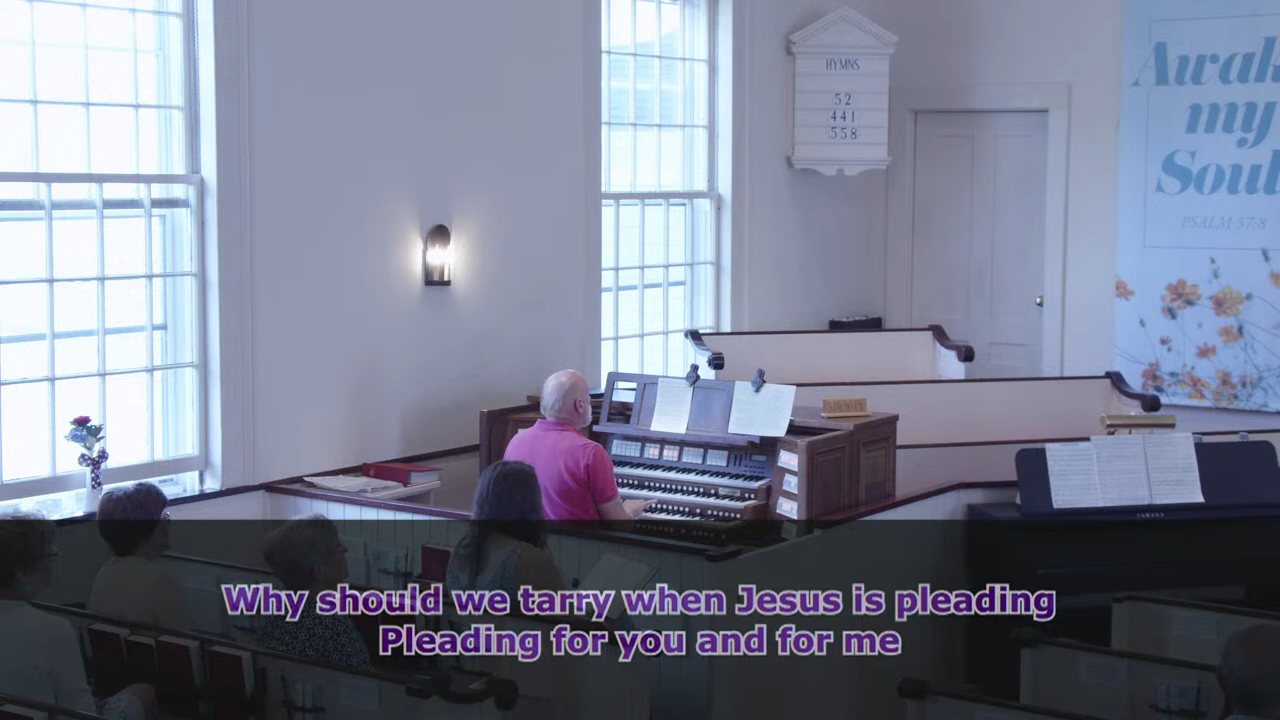 HYMNS
52
441
558
Awak
my
Soul
PSALM 57:8
YAMAHA
Why should we tarry when Jesus is pleading
Pleading for you and for me